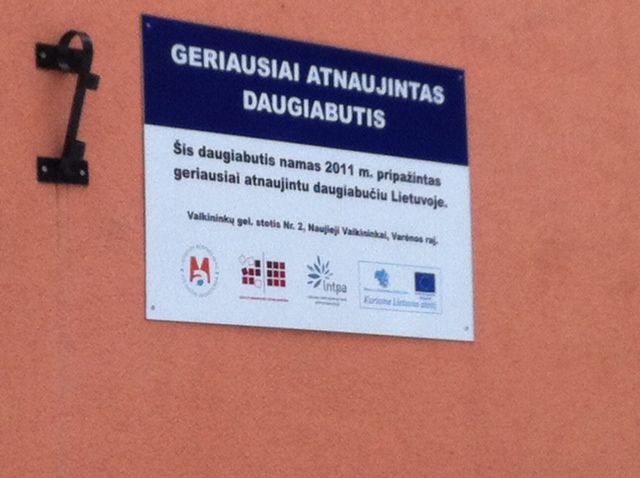 GERIAUSIAI ATNAUJINTAS
DAUGIABUTIS
Šis daugiabutis namas 2011 m. pripažintas
geriausiai atnaujintu daugiabučiu Lietuvoje.
Valkininkų gel. stotis Nr. 2, Naujieji Valkininkai, Varėnos raj.
lntpa
Kuriame Lietuvos ateitį